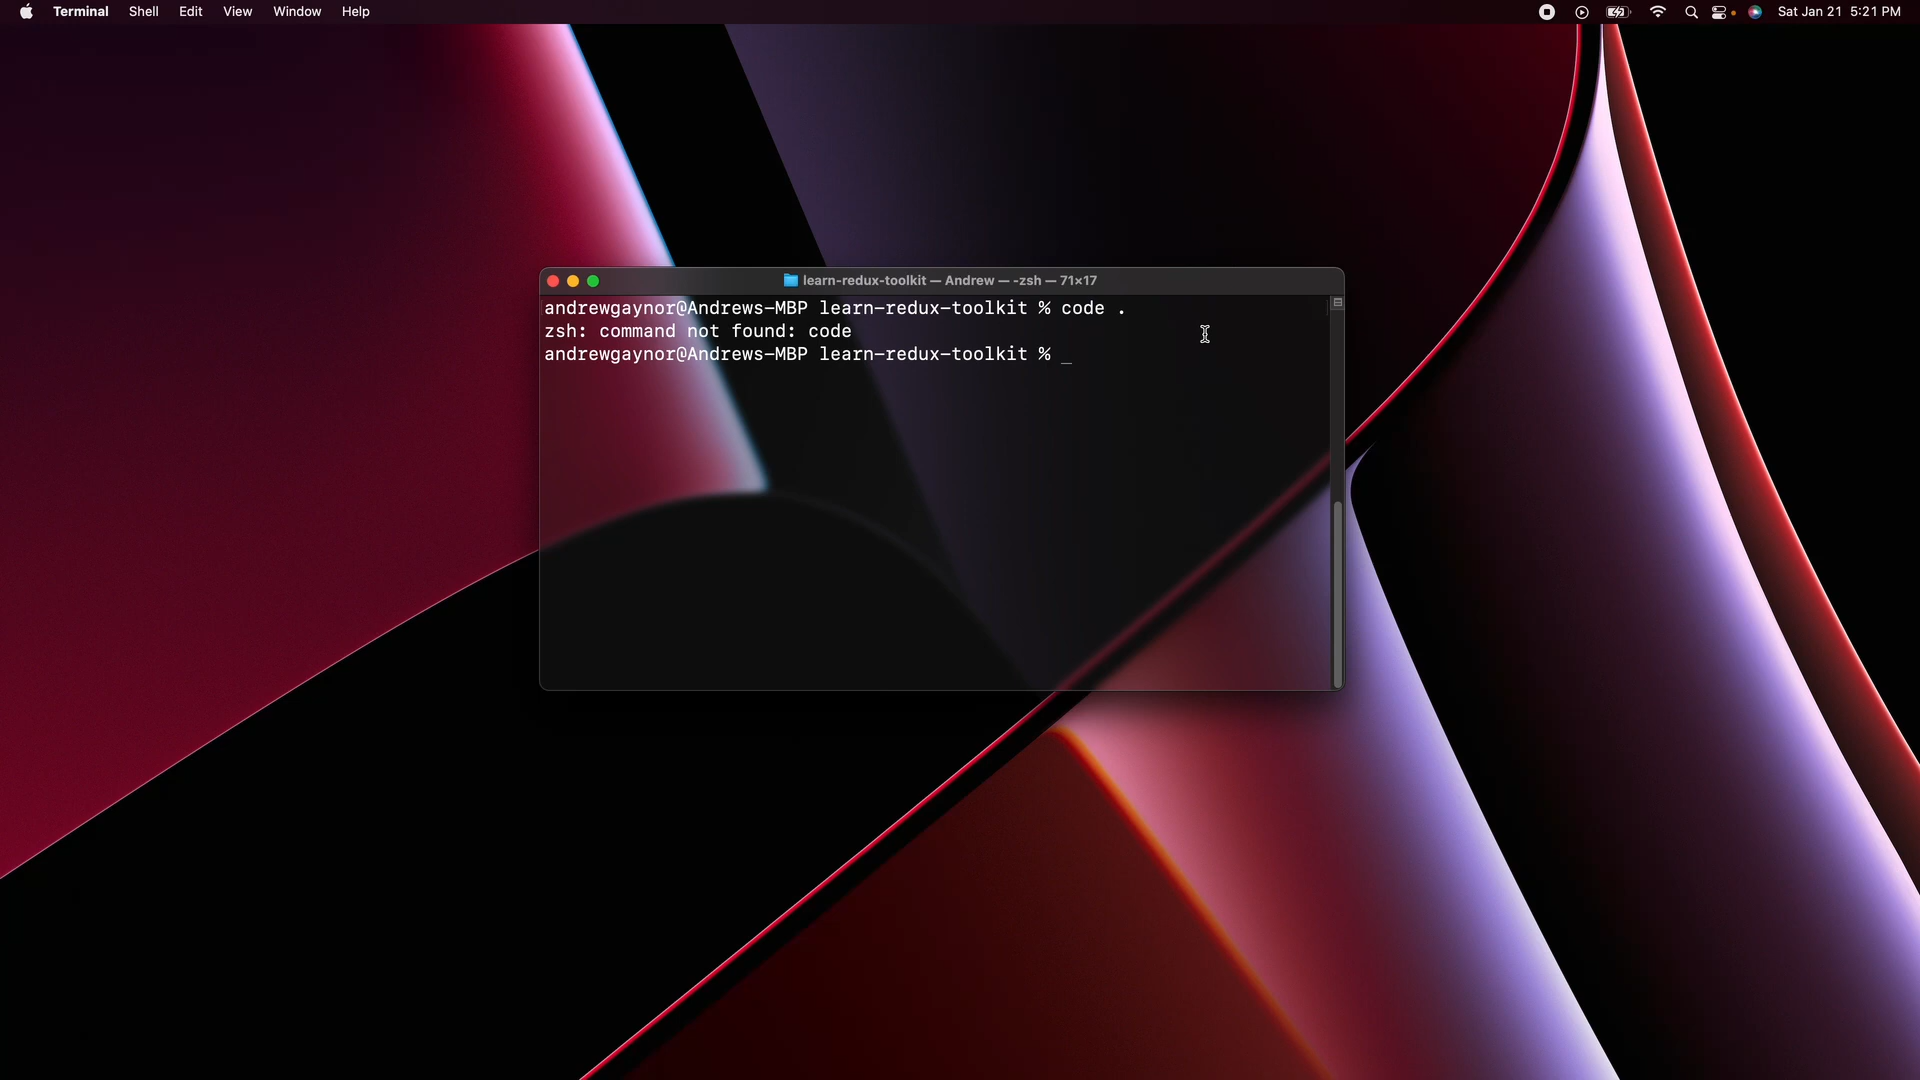 Terminal Shell Edit View Window Help Sat Jan 21 5:21 PM
learn-redux-toolkit — Andrew — -zsh — 71×17
andrewgaynor@Andrews-MBP learn-redux-toolkit % code .
zsh: command not found: code
andrewgaynor@Andrews-MBP learn-redux-toolkit % _